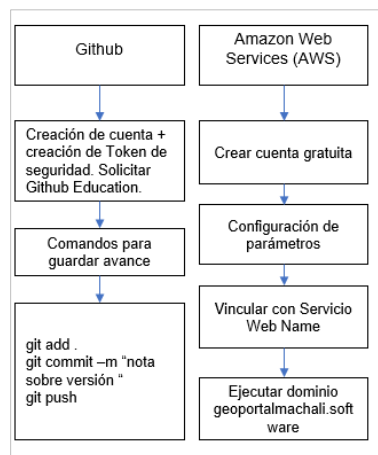 Github
Creación de cuenta +
creación de Token de
seguridad. Solicitar
Github Education.
Comandos para
guardar avance
git add .
git commit –m “nota
sobre versión “
git push
Amazon Web
Services (AWS)
Crear cuenta gratuita
Configuración de
parámetros
Vincular con Servicio
Web Name
Ejecutar dominio
geoportalmachali.soft
ware